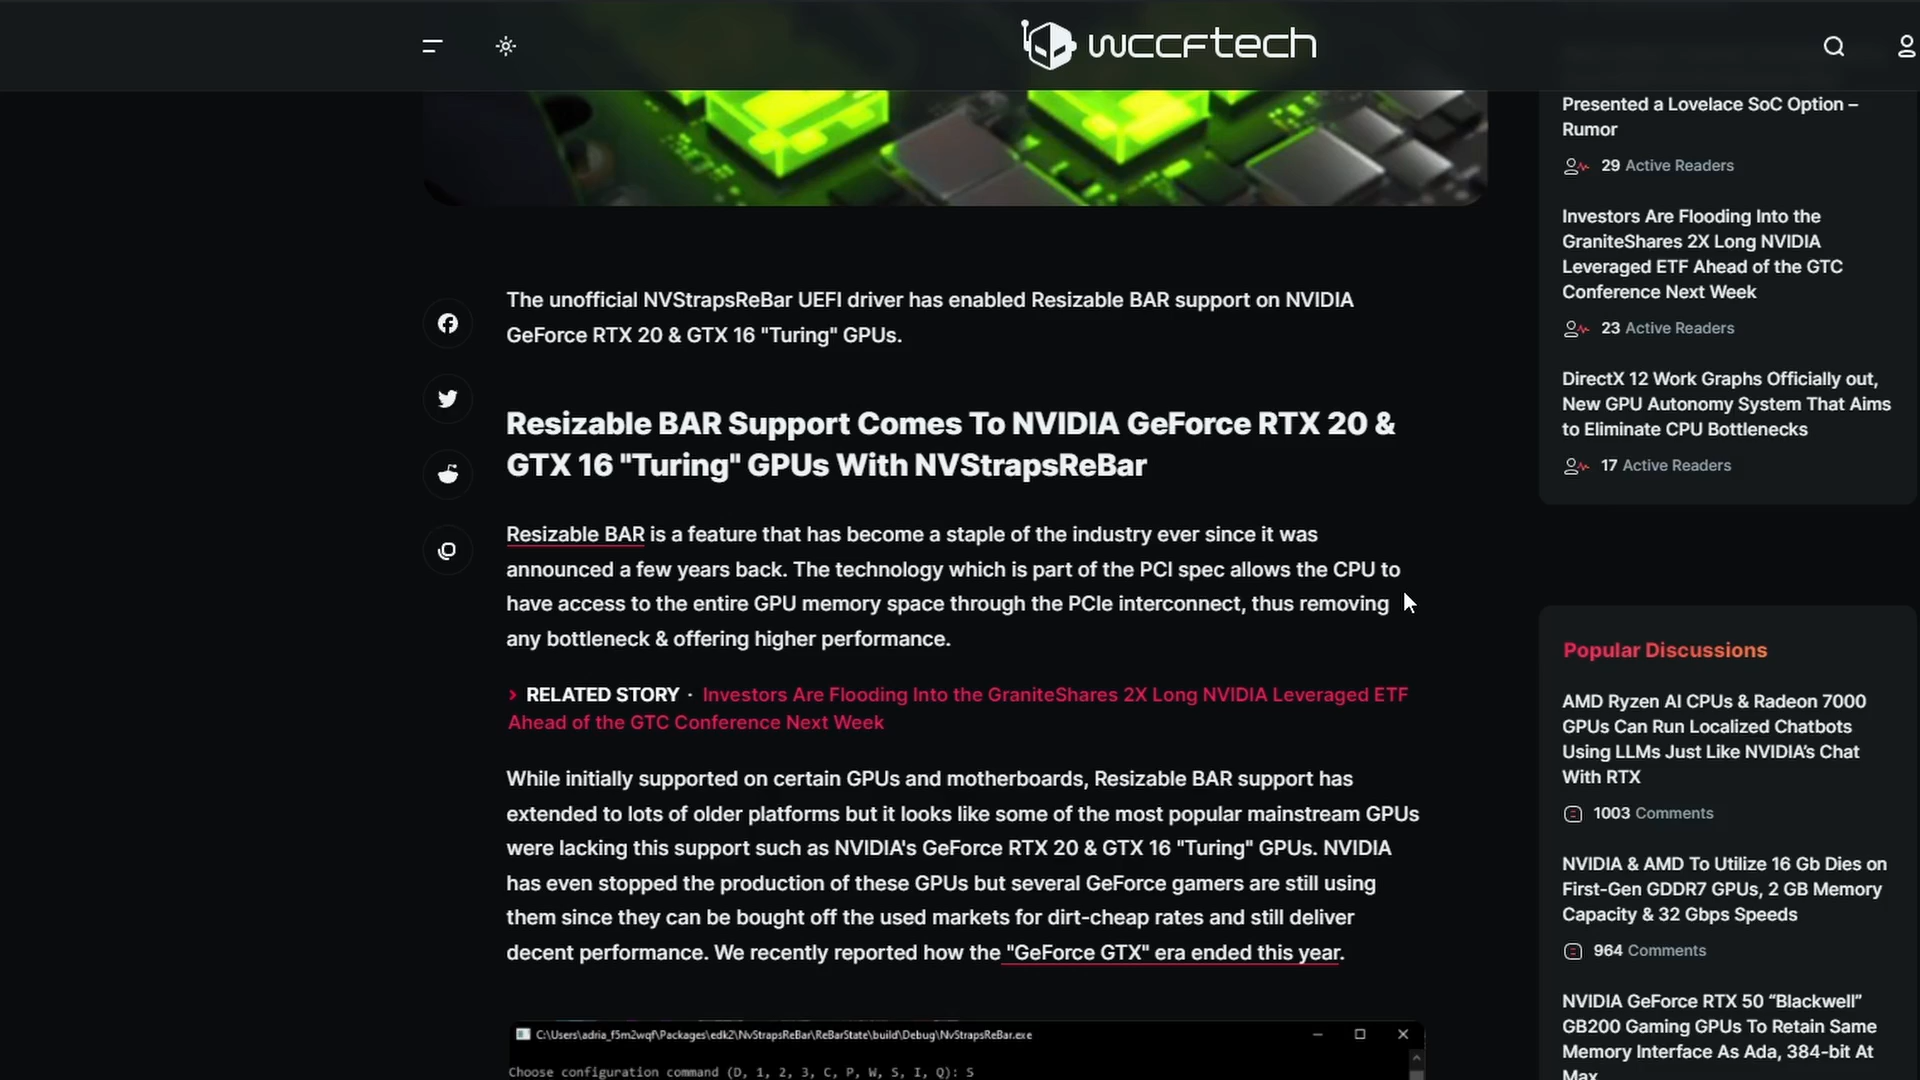 wccftech
The unofficial NVStrapsReBar UEFI driver has enabled Resizable BAR support on NVIDIA
GeForce RTX 20 & GTX 16 "Turing" GPUs.
Resizable BAR Support Comes To NVIDIA GeForce RTX 20 &
GTX 16 "Turing" GPUs With NVStrapsReBar
Resizable BAR is a feature that has become a staple of the industry ever since it was
announced a few years back. The technology which is part of the PCI spec allows the CPU to
have access to the entire GPU memory space through the PCIe interconnect, thus removing
any bottleneck & offering higher performance.
› RELATED STORY · Investors Are Flooding Into the GraniteShares 2X Long NVIDIA Leveraged ETF
Ahead of the GTC Conference Next Week
While initially supported on certain GPUs and motherboards, Resizable BAR support has
extended to lots of older platforms but it looks like some of the most popular mainstream GPUs
were lacking this support such as NVIDIA's GeForce RTX 20 & GTX 16 "Turing" GPUs. NVIDIA
has even stopped the production of these GPUs but several GeForce gamers are still using
them since they can be bought off the used markets for dirt-cheap rates and still deliver
decent performance. We recently reported how the "GeForce GTX" era ended this year.
C:\Users\adria_f5m2wqf\Packages\edk2\NvStrapsReBar\ReBarState\build\Debug\NvStrapsReBar.exe
Choose configuration command (D, 1, 2, 3, C, P, W, S, I, Q): S
Presented a Lovelace SoC Option –
Rumor
29 Active Readers
Investors Are Flooding Into the
GraniteShares 2X Long NVIDIA
Leveraged ETF Ahead of the GTC
Conference Next Week
23 Active Readers
DirectX 12 Work Graphs Officially out,
New GPU Autonomy System That Aims
to Eliminate CPU Bottlenecks
17 Active Readers
Popular Discussions
AMD Ryzen AI CPUs & Radeon 7000
GPUs Can Run Localized Chatbots
Using LLMs Just Like NVIDIA's Chat
With RTX
1003 Comments
NVIDIA & AMD To Utilize 16 Gb Dies on
First-Gen GDDR7 GPUs, 2 GB Memory
Capacity & 32 Gbps Speeds
964 Comments
NVIDIA GeForce RTX 50 “Blackwell”
GB200 Gaming GPUs To Retain Same
Memory Interface As Ada, 384-bit At
Max